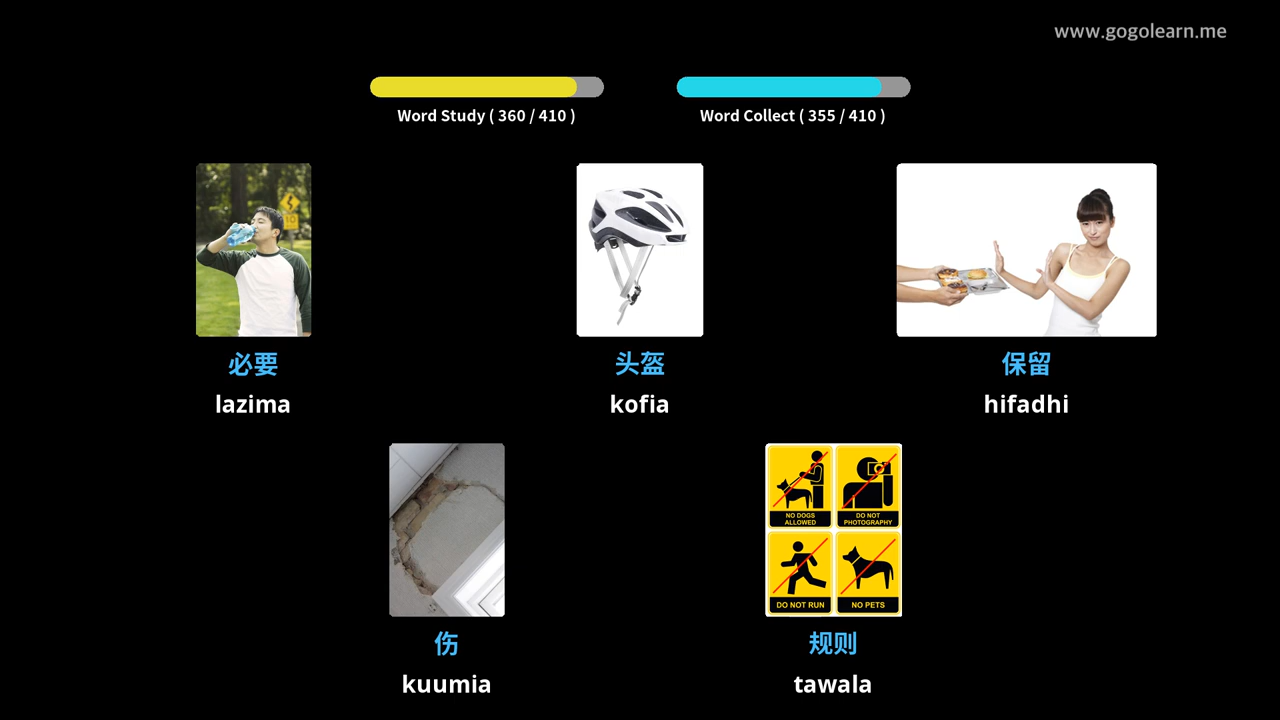 www.gogolearn.me
Word Study ( 360 / 410 )
Word Collect ( 355 / 410 )
10
必要
lazima
头盔
kofia
保留
hifadhi
NO DOGS
ALLOWED
DO NOT
PHOTOGRAPHY
DO NOT RUN
NO PETS
伤
kuumia
规则
tawala